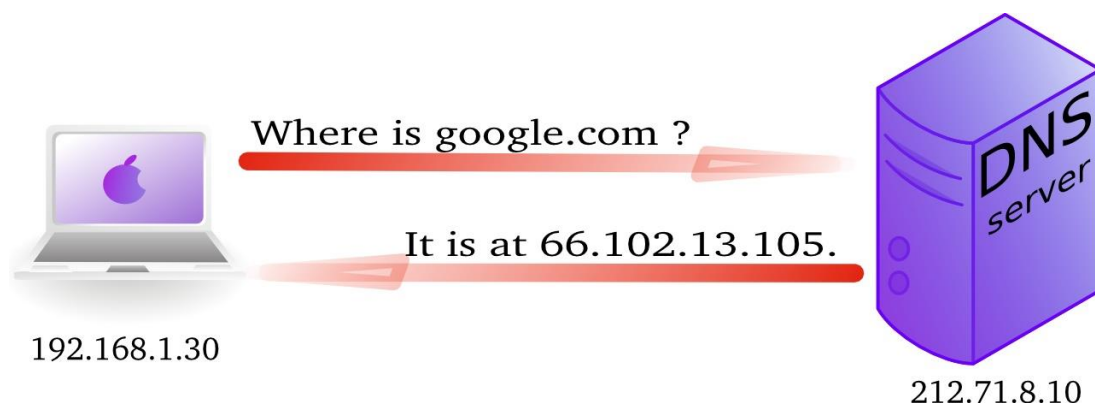 Where is google.com ?
It is at 66.102.13.105.
192.168.1.30
DNS
server
212.71.8.10